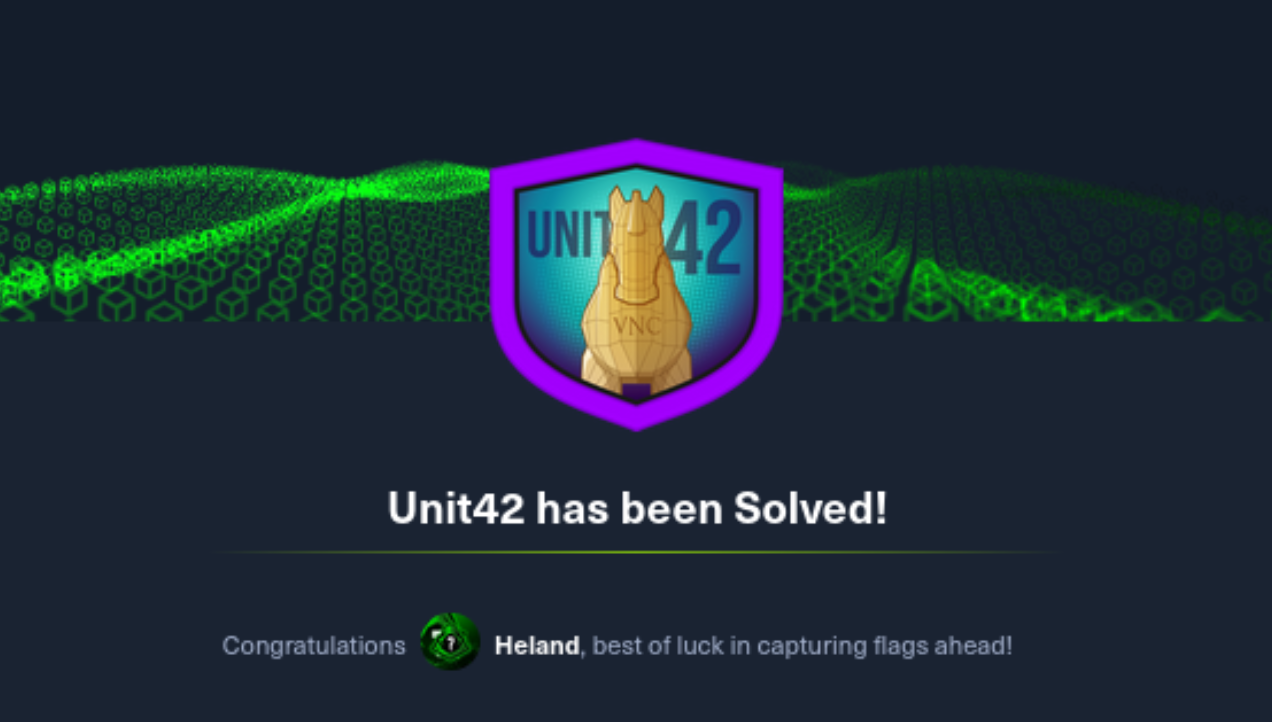 UNIT 42
VNC
Unit42 has been Solved!
Congratulations Heland, best of luck in capturing flags ahead!